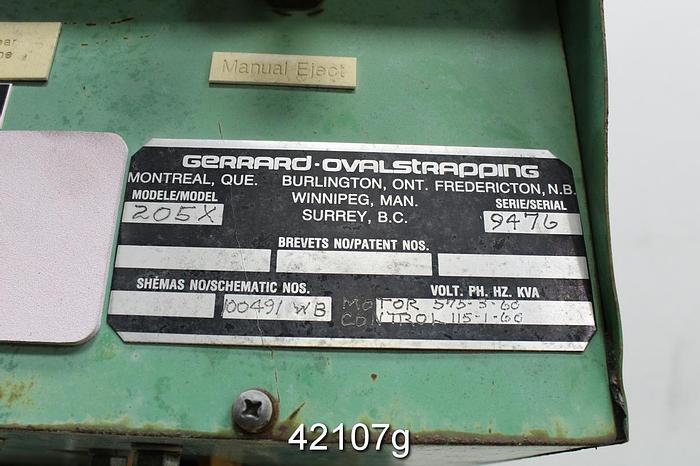 Manual Eject
GERRARD-OVALSTRAPPING
MONTREAL, QUE. BURLINGTON, ONT. FREDERICTON, N.B.
WINNIPEG, MAN.
SURREY, B.C.
MODELE/MODEL
205X
SERIE/SERIAL
9476
BREVETS NO/PATENT NOS.
SHÉMAS NO/SCHEMATIC NOS.
100491 WB
VOLT. PH. HZ. KVA
MOTOR 575-3-60
CONTROL 115-1-60
42107g